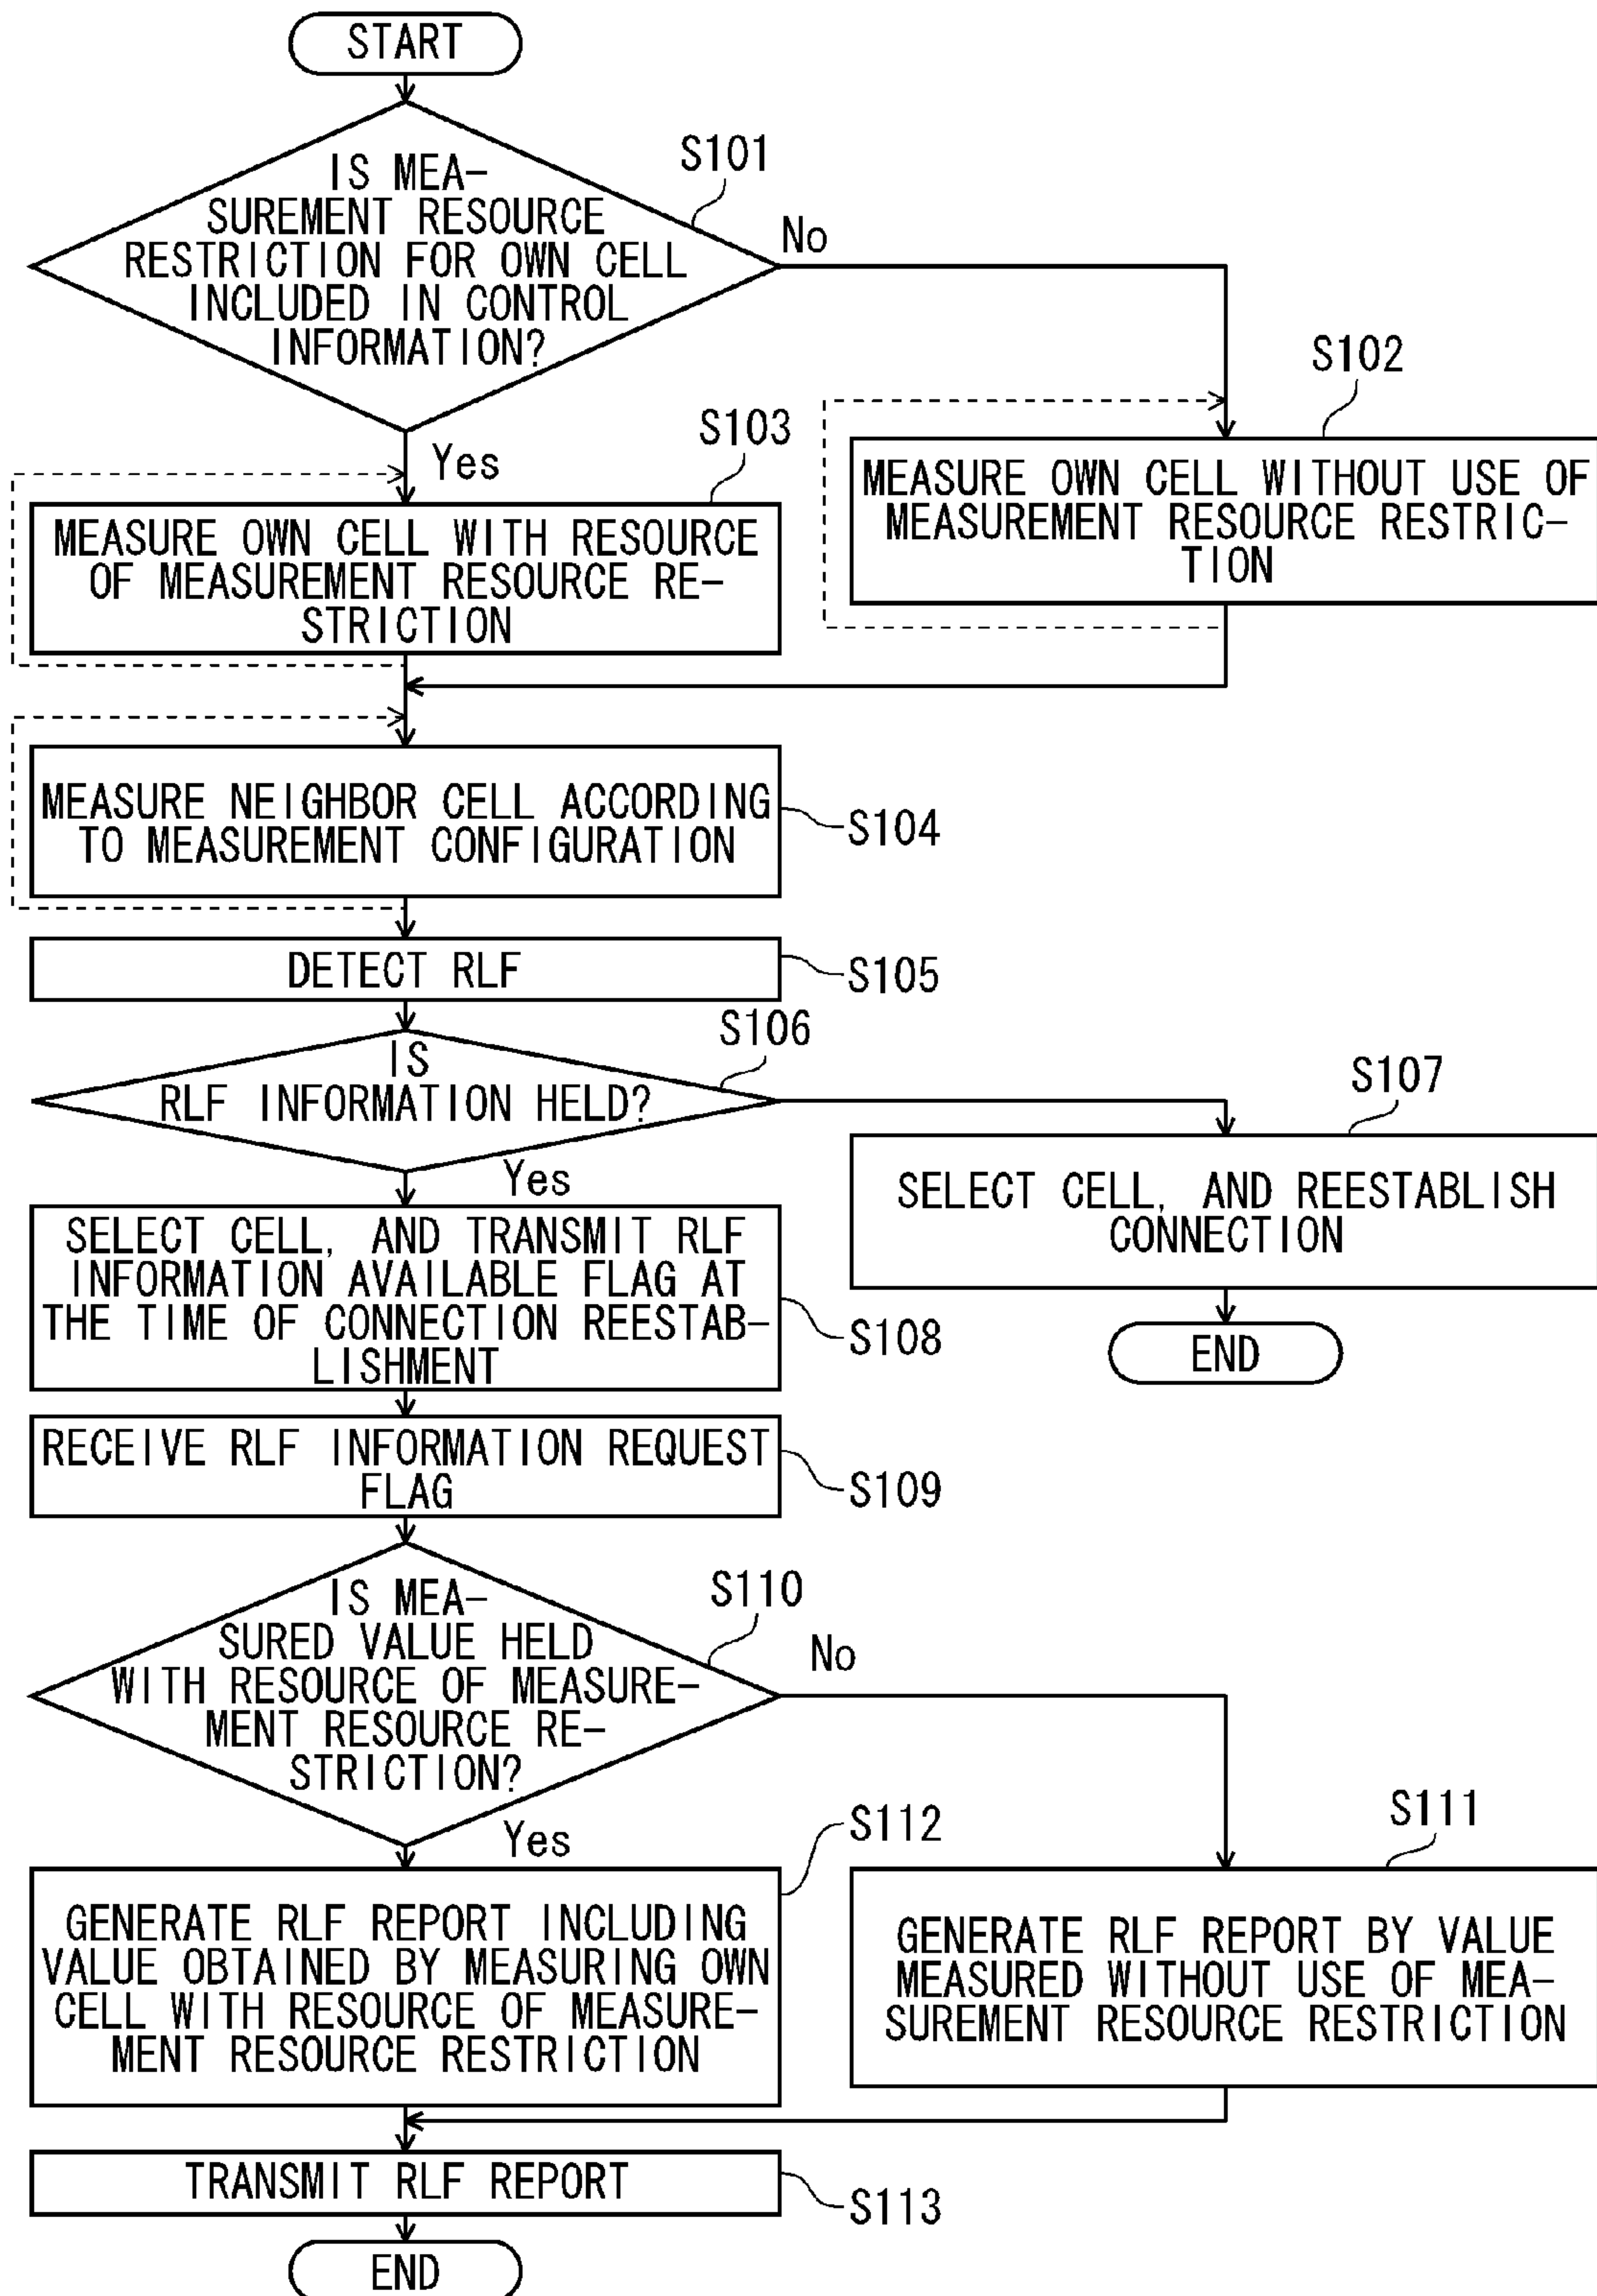 START
S101
IS MEA-
SUREMENT RESOURCE
RESTRICTION FOR OWN CELL
INCLUDED IN CONTROL
INFORMATION?
No
Yes
S102
MEASURE OWN CELL WITHOUT USE OF
MEASUREMENT RESOURCE RESTRIC-
TION
S103
MEASURE OWN CELL WITH RESOURCE
OF MEASUREMENT RESOURCE RE-
STRICTION
MEASURE NEIGHBOR CELL ACCORDING
TO MEASUREMENT CONFIGURATION
S104
DETECT RLF
S105
S106
IS
RLF INFORMATION HELD?
Yes
S107
SELECT CELL, AND REESTABLISH
CONNECTION
END
SELECT CELL, AND TRANSMIT RLF
INFORMATION AVAILABLE FLAG AT
THE TIME OF CONNECTION REESTAB-
LISHMENT
S108
RECEIVE RLF INFORMATION REQUEST
FLAG
S109
S110
IS MEA-
SURED VALUE HELD
WITH RESOURCE OF MEASURE-
MENT RESOURCE RE-
STRICTION?
No
Yes
S111
GENERATE RLF REPORT BY VALUE
MEASURED WITHOUT USE OF MEA-
SUREMENT RESOURCE RESTRICTION
S112
GENERATE RLF REPORT INCLUDING
VALUE OBTAINED BY MEASURING OWN
CELL WITH RESOURCE OF MEASURE-
MENT RESOURCE RESTRICTION
TRANSMIT RLF REPORT
S113
END